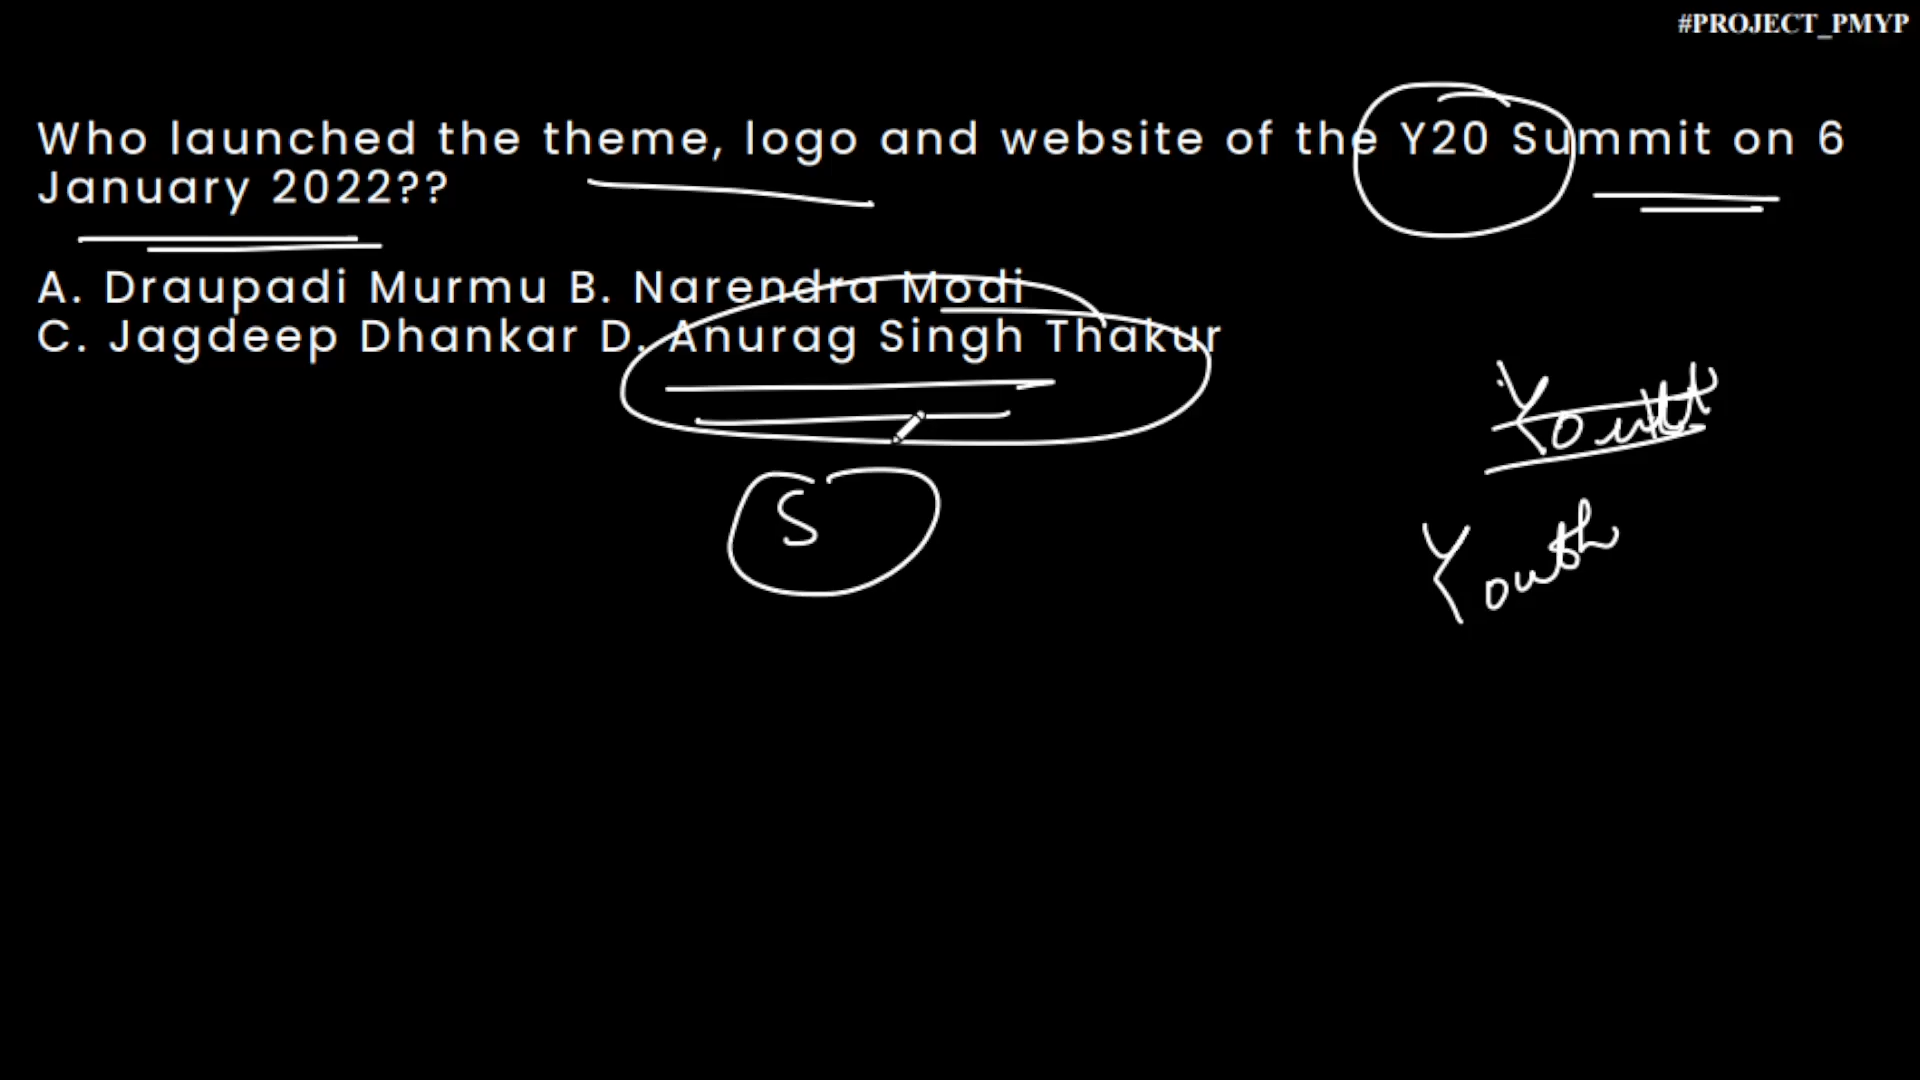 #PROJECT_PMYP
Who launched the theme, logo and website of the Y20 Summit on 6
January 2022??
A. Draupadi Murmu B. Narendra Modi
C. Jagdeep Dhankar D. Anurag Singh Thakur
S
Youth